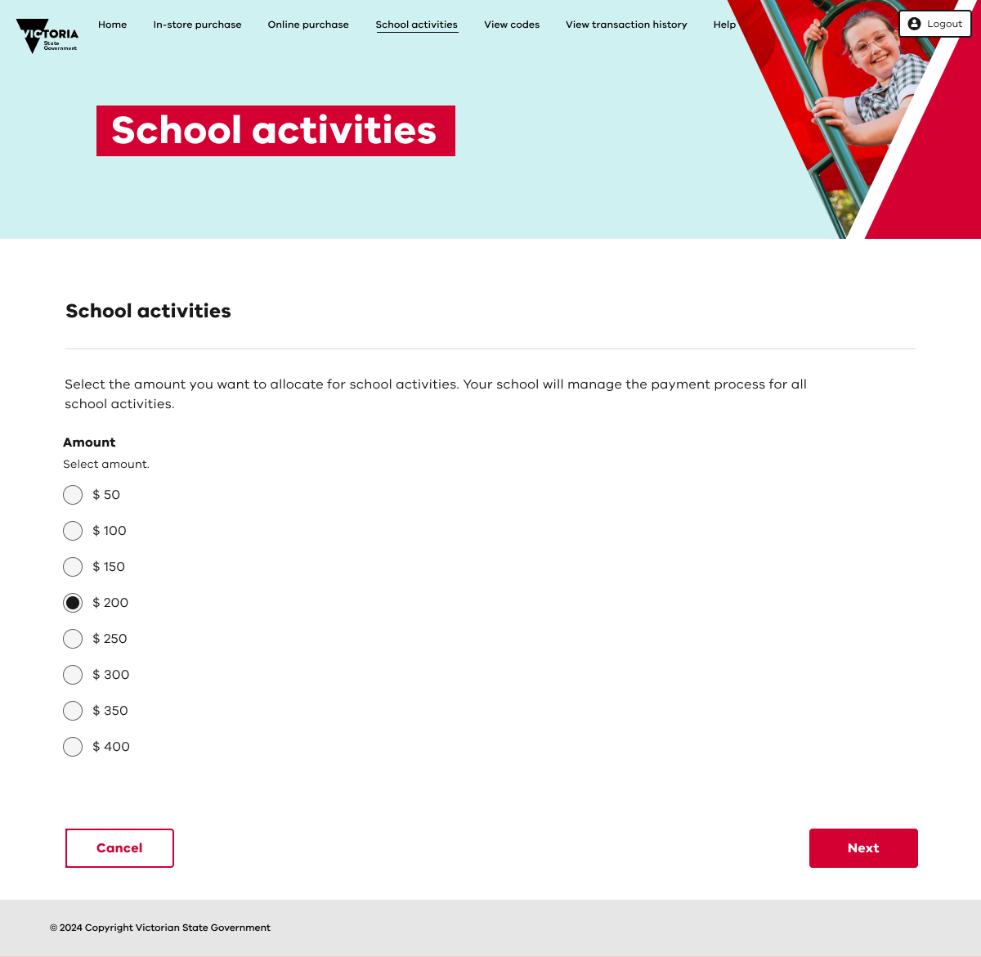 VICTORIA
State
Government
Home
In-store purchase
Online purchase
School activities
View codes
View transaction history
Help
Logout
School activities
School activities
Select the amount you want to allocate for school activities. Your school will manage the payment process for all
school activities.
Amount
Select amount.
$ 50
$ 100
$ 150
$ 200
$ 250
$ 300
$ 350
$ 400
Cancel
Next
© 2024 Copyright Victorian State Government